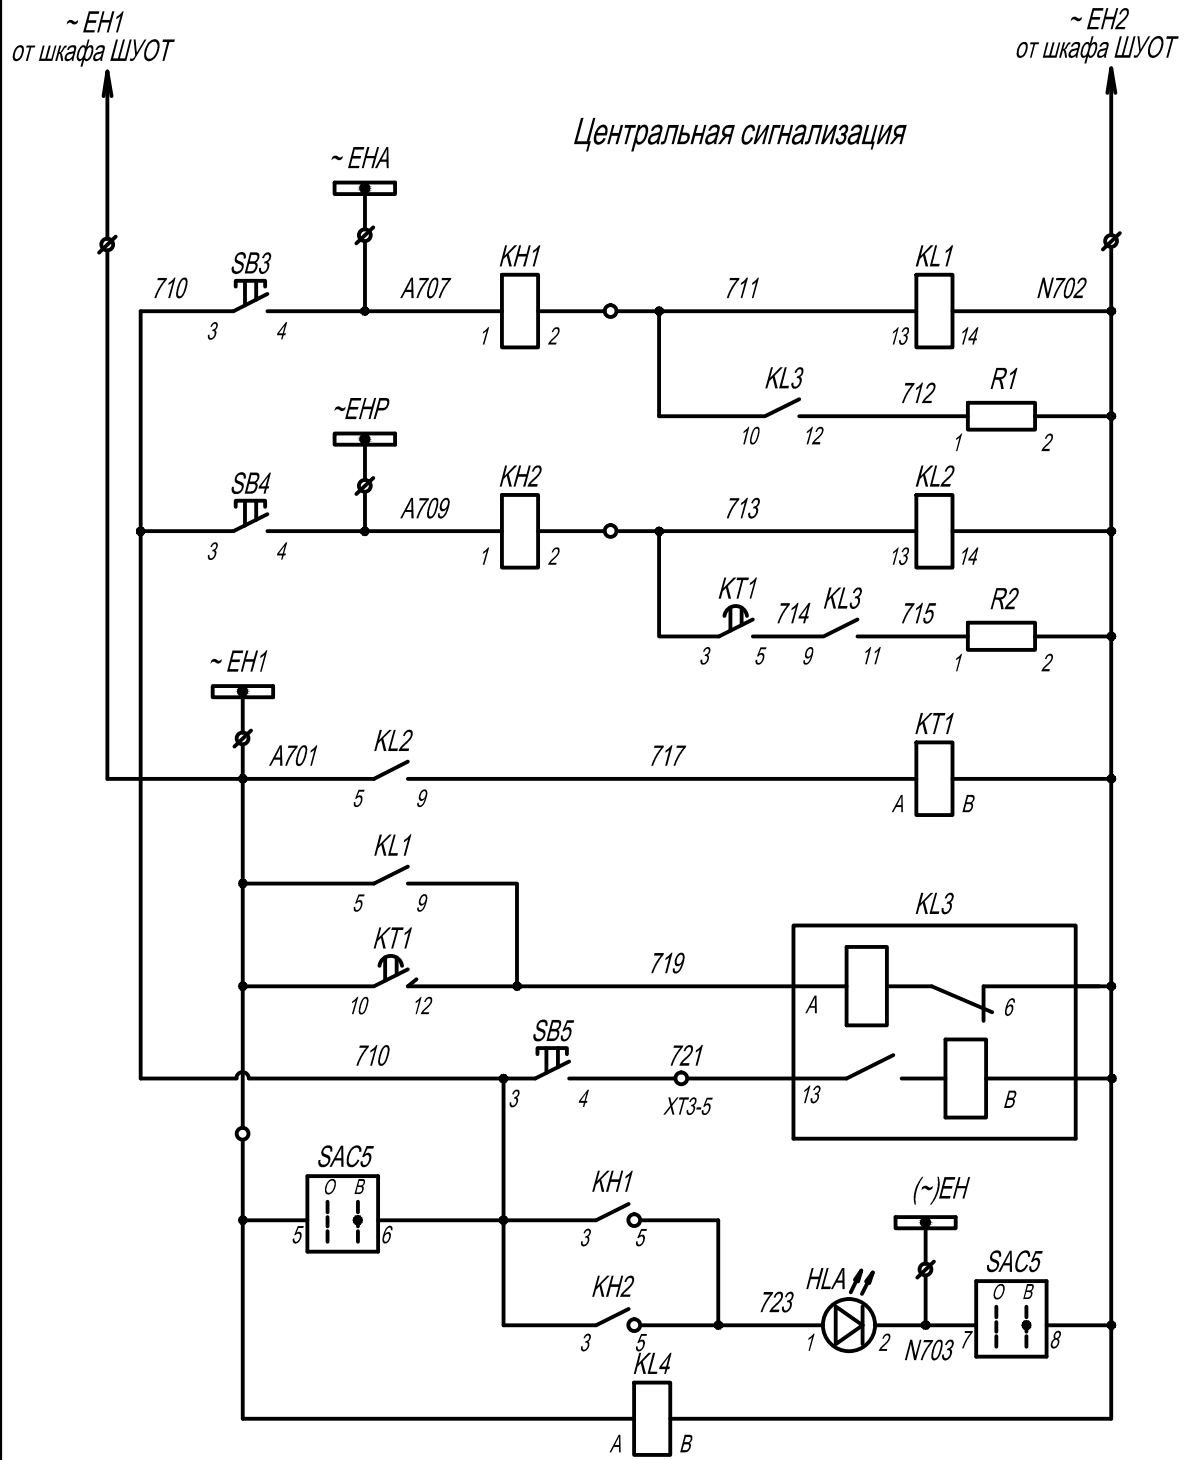 ~ EH1
от шкафа ШУОТ
~ EH2
от шкафа ШУОТ
Центральная сигнализация
~ EHA
710
SB3
3
4
A707
KH1
1
2
711
KL1
13
14
N702
KL3
10
12
712
R1
1
2
~EHP
SB4
3
4
A709
KH2
1
2
713
KL2
13
14
KT1
3
5
714
KL3
9
11
715
R2
1
2
~ EH1
A701
KL2
5
9
717
KT1
A
B
KL1
5
9
KT1
10
12
719
KL3
A
6
710
SB5
3
4
721
XT3-5
13
B
SAC5
O B
5
6
KH1
3
5
KH2
3
5
723
HLA
1
2
(~)EH
N703
SAC5
O B
7
8
KL4
A
B